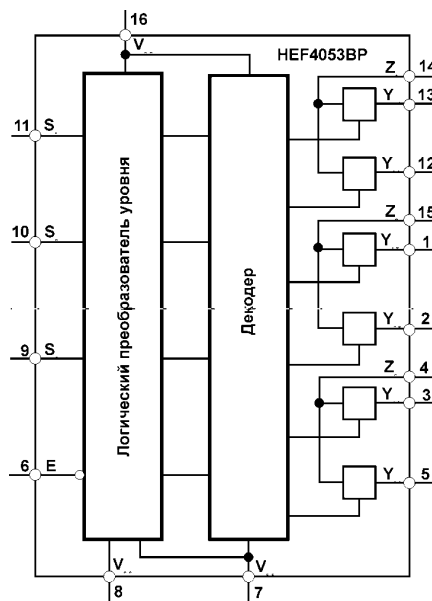 16
V
HEF4053BP
Z 14
Y 13
11 S
Y 12
Z 15
10 S
Y 1
Логический преобразователь уровня
Декодер
Y 2
9 S
Z 4
Y 3
6 E
Y 5
V
V
8
7